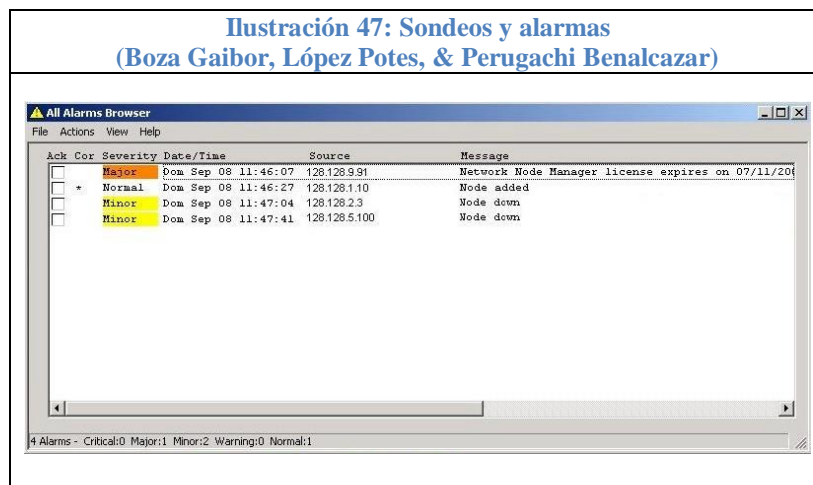 Ilustración 47: Sondeos y alarmas
(Boza Gaibor, López Potes, & Perugachi Benalcazar)
All Alarms Browser
File Actions View Help
Ack Cor Severity Date/Time Source Message
Major Dom Sep 08 11:46:07 128.128.9.91 Network Node Manager license expires on 07/11/20
* Normal Dom Sep 08 11:46:27 128.128.1.10 Node added
Minor Dom Sep 08 11:47:04 128.128.2.3 Node down
Minor Dom Sep 08 11:47:41 128.128.5.100 Node down
4 Alarms - Critical:0 Major:1 Minor:2 Warning:0 Normal:1